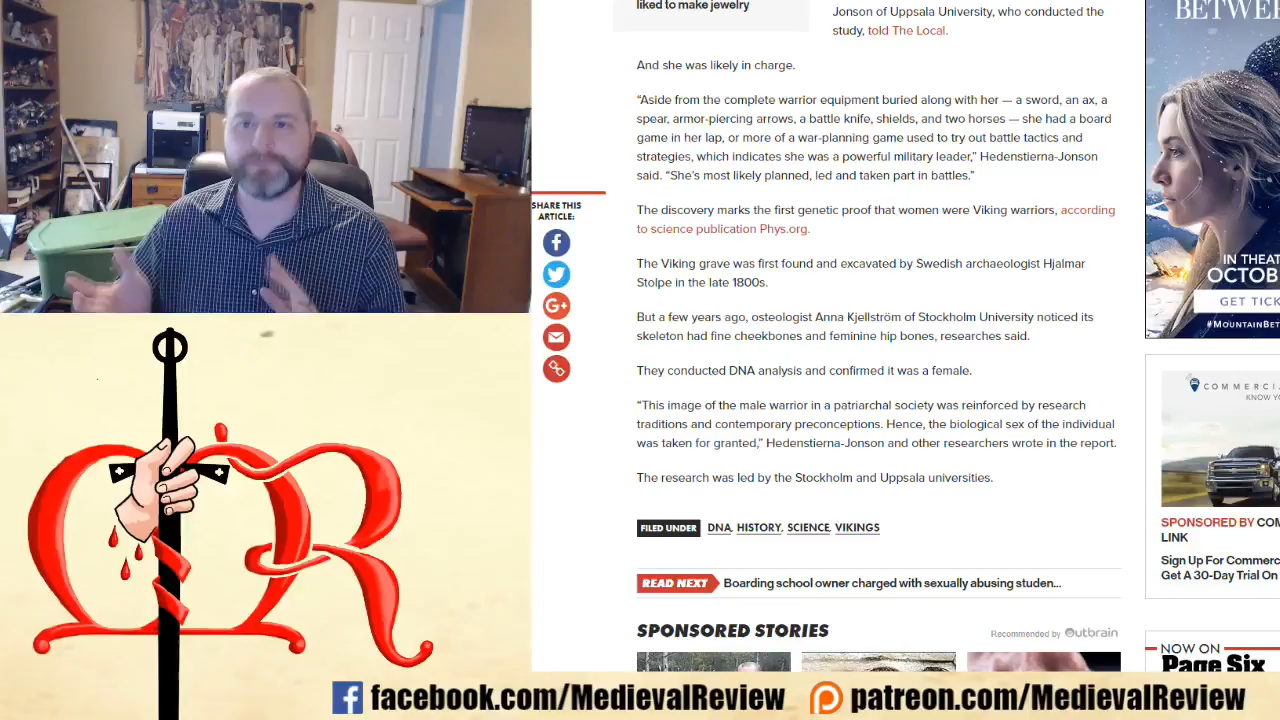 liked to make jewelry
Jonson of Uppsala University, who conducted the
study, told The Local.
And she was likely in charge.
“Aside from the complete warrior equipment buried along with her — a sword, an ax, a
spear, armor-piercing arrows, a battle knife, shields, and two horses — she had a board
game in her lap, or more of a war-planning game used to try out battle tactics and
strategies, which indicates she was a powerful military leader,” Hedenstierna-Jonson
said. “She’s most likely planned, led and taken part in battles.”
SHARE THIS
ARTICLE:
The discovery marks the first genetic proof that women were Viking warriors, according
to science publication Phys.org.
The Viking grave was first found and excavated by Swedish archaeologist Hjalmar
Stolpe in the late 1800s.
But a few years ago, osteologist Anna Kjellström of Stockholm University noticed its
skeleton had fine cheekbones and feminine hip bones, researches said.
They conducted DNA analysis and confirmed it was a female.
“This image of the male warrior in a patriarchal society was reinforced by research
traditions and contemporary preconceptions. Hence, the biological sex of the individual
was taken for granted,” Hedenstierna-Jonson and other researchers wrote in the report.
The research was led by the Stockholm and Uppsala universities.
FILED UNDER DNA, HISTORY, SCIENCE, VIKINGS
READ NEXT Boarding school owner charged with sexually abusing studen...
SPONSORED STORIES
Recommended by Outbrain
BETWE
IN THEAT
OCTOB
GET TICK
#MOUNTAINBET
COMMERCIA
KNOW YO
SPONSORED BY COM
LINK
Sign Up For Commerc
Get A 30-Day Trial On
NOW ON
Page Six
MR
facebook.com/MedievalReview
patreon.com/MedievalReview